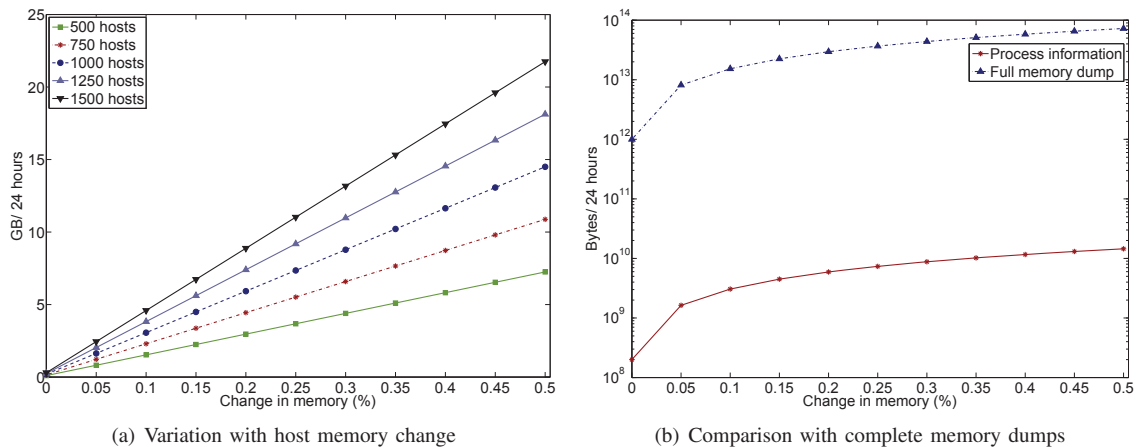 25
20
15
10
5
0
GB/ 24 hours
500 hosts
750 hosts
1000 hosts
1250 hosts
1500 hosts
0 0.05 0.1 0.15 0.2 0.25 0.3 0.35 0.4 0.45 0.5
Change in memory (%)
(a) Variation with host memory change
10^14
10^13
10^12
10^11
10^10
10^9
10^8
Bytes/ 24 hours
Process information
Full memory dump
0 0.05 0.1 0.15 0.2 0.25 0.3 0.35 0.4 0.45 0.5
Change in memory (%)
(b) Comparison with complete memory dumps